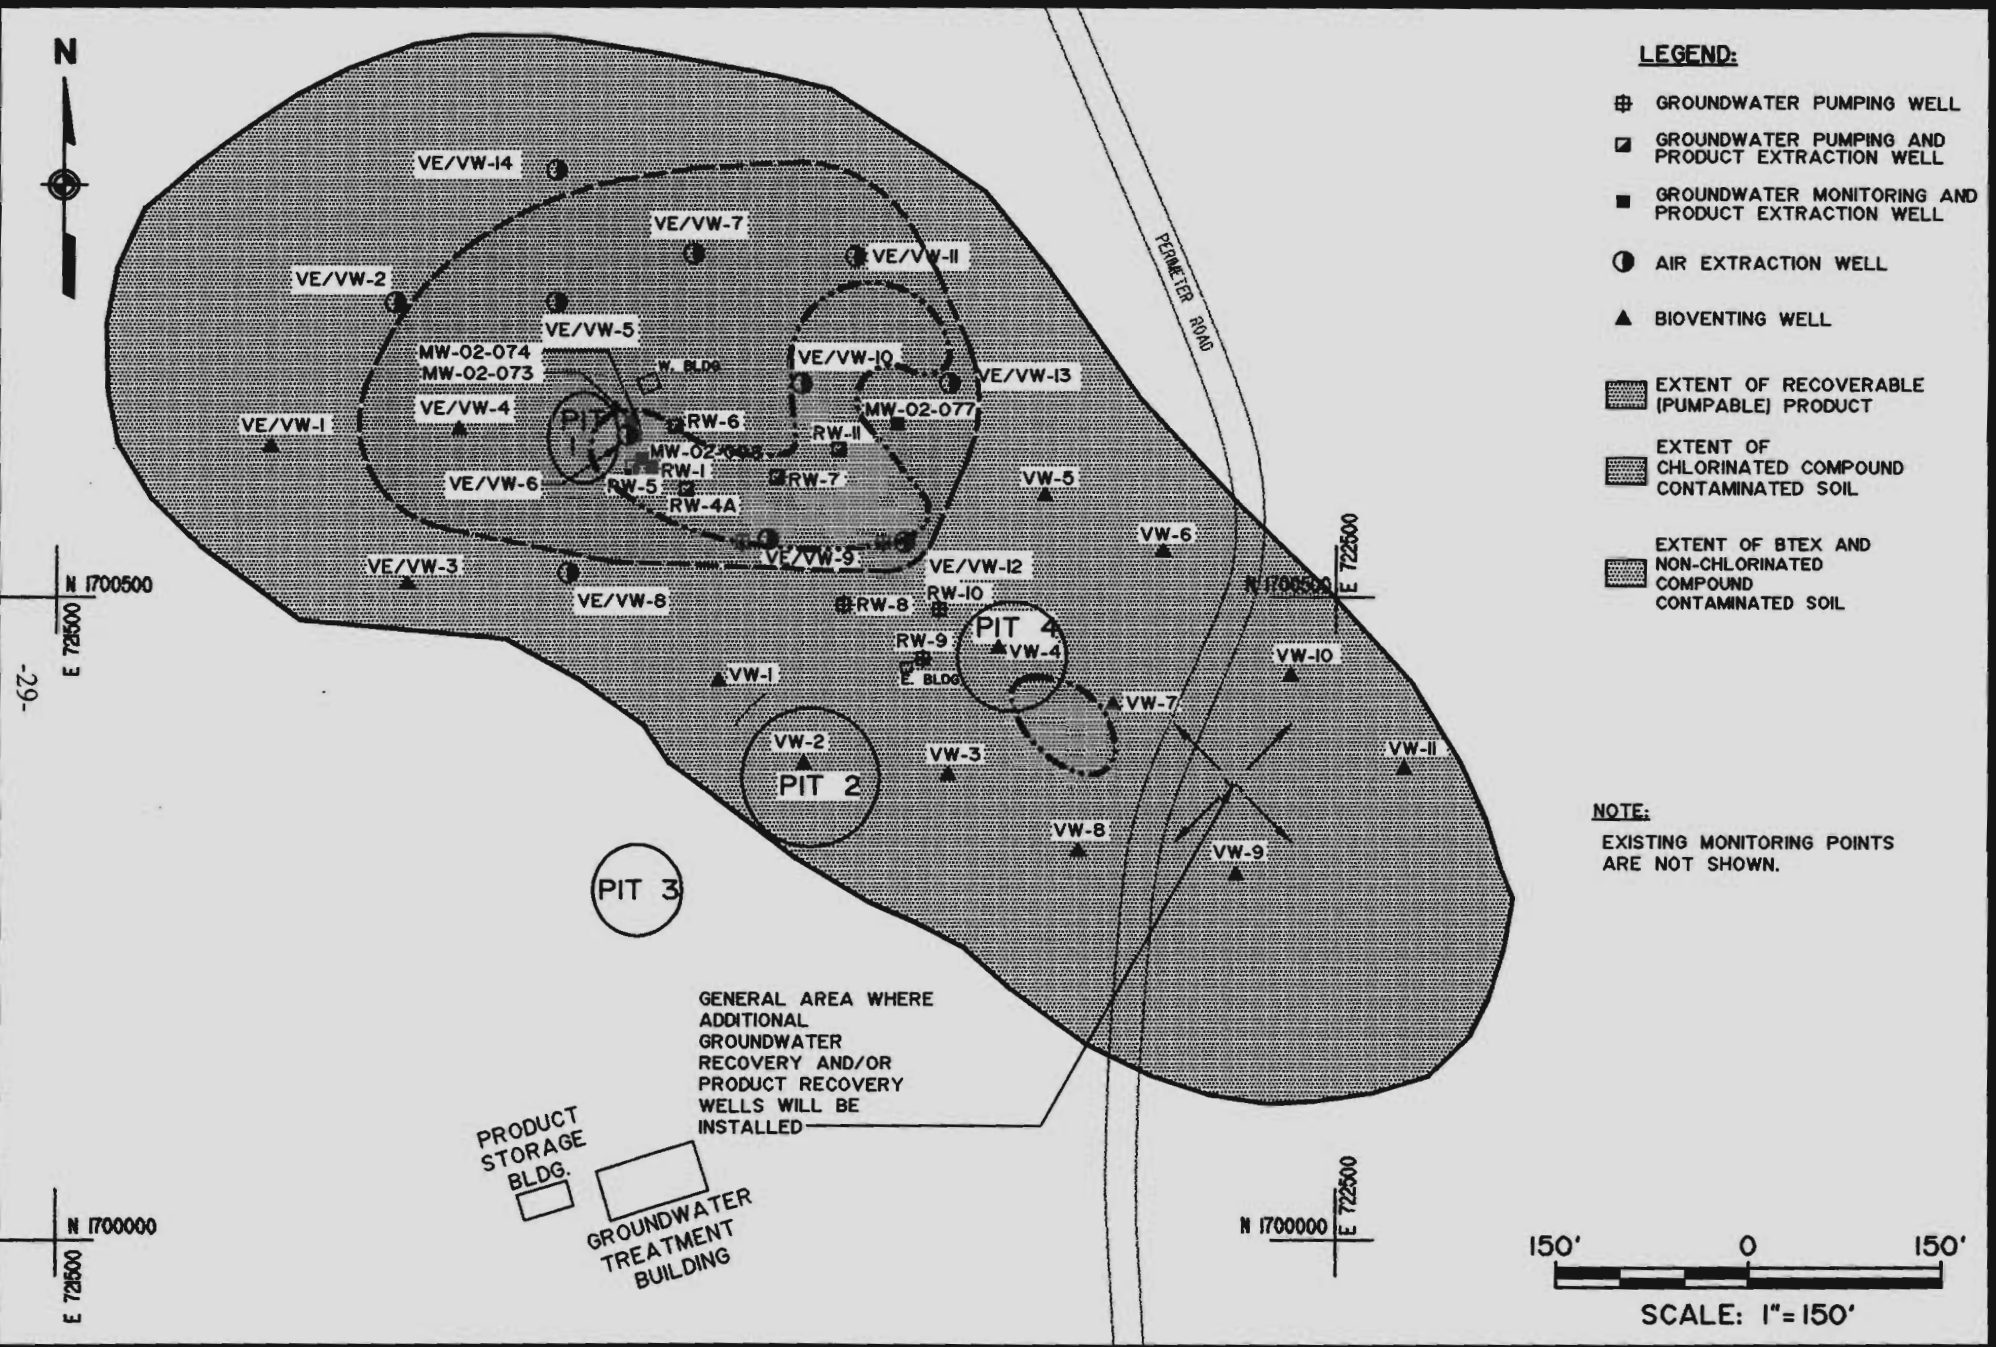 N
VE/VW-14
VE/VW-7
VE/VW-11
VE/VW-2
VE/VW-5
MW-02-074
MW-02-073
W. BLDG
VE/VW-10
VE/VW-13
VE/VW-4
VE/VW-1
PIT
1
RW-6
MW-02-077
RW-11
RW-1
VE/VW-6
RW-5
RW-7
RW-4A
VW-5
VW-6
VE/VW-9
VE/VW-3
VE/VW-12
VE/VW-8
RW-8
RW-10
N 1700500
E 721500
N 1700500
E 722500
PERIMETER ROAD
PIT 4
VW-4
RW-9
E. BLDG
VW-1
VW-10
VW-7
VW-2
PIT 2
VW-3
VW-11
VW-8
VW-9
PIT 3
-29-
GENERAL AREA WHERE
ADDITIONAL
GROUNDWATER
RECOVERY AND/OR
PRODUCT RECOVERY
WELLS WILL BE
INSTALLED
PRODUCT
STORAGE
BLDG.
GROUNDWATER
TREATMENT
BUILDING
N 1700000
E 721500
N 1700000
E 722500
LEGEND:
GROUNDWATER PUMPING WELL
GROUNDWATER PUMPING AND
PRODUCT EXTRACTION WELL
GROUNDWATER MONITORING AND
PRODUCT EXTRACTION WELL
AIR EXTRACTION WELL
BIOVENTING WELL
EXTENT OF RECOVERABLE
(PUMPABLE) PRODUCT
EXTENT OF
CHLORINATED COMPOUND
CONTAMINATED SOIL
EXTENT OF BTEX AND
NON-CHLORINATED
COMPOUND
CONTAMINATED SOIL
NOTE:
EXISTING MONITORING POINTS
ARE NOT SHOWN.
150' 0 150'
SCALE: 1"=150'